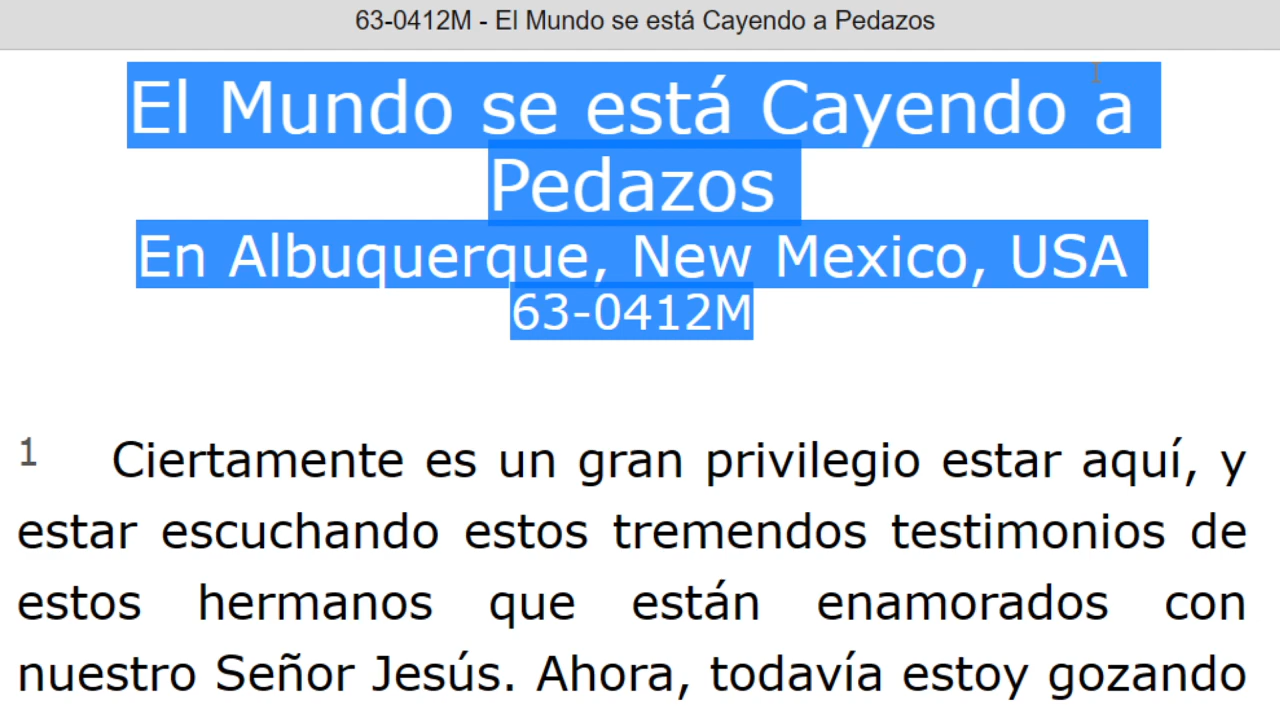 63-0412M - El Mundo se está Cayendo a Pedazos
El Mundo se está Cayendo a
Pedazos
En Albuquerque, New Mexico, USA
63-0412M
1 Ciertamente es un gran privilegio estar aquí, y
estar escuchando estos tremendos testimonios de
estos hermanos que están enamorados con
nuestro Señor Jesús. Ahora, todavía estoy gozando